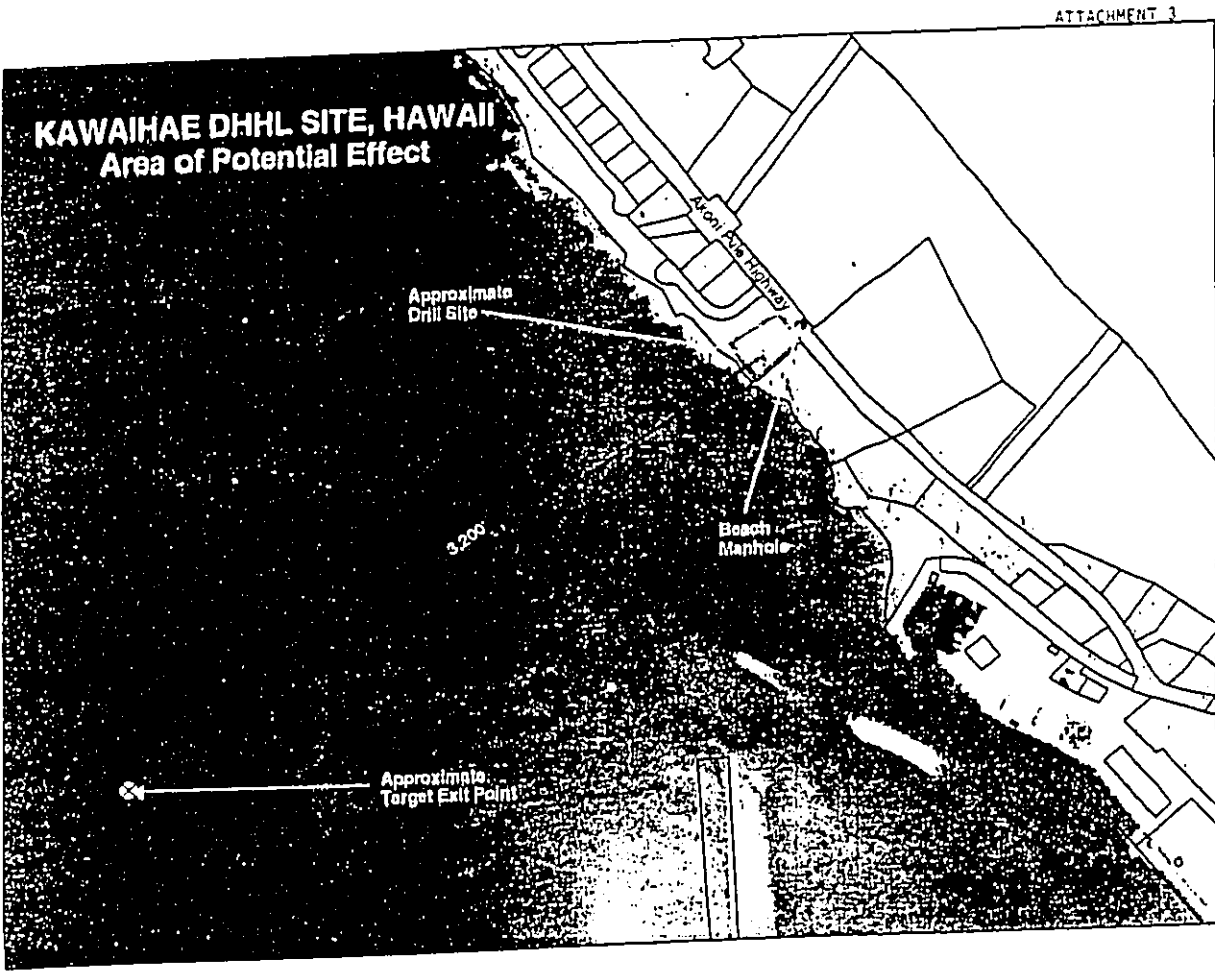 ATTACHMENT 3
KAWAIHAE DHHL SITE, HAWAII
Area of Potential Effect
Akoni Pule Highway
Approximate
Drill Site
3,200'
Beach
Manhole
Approximate
Target Exit Point